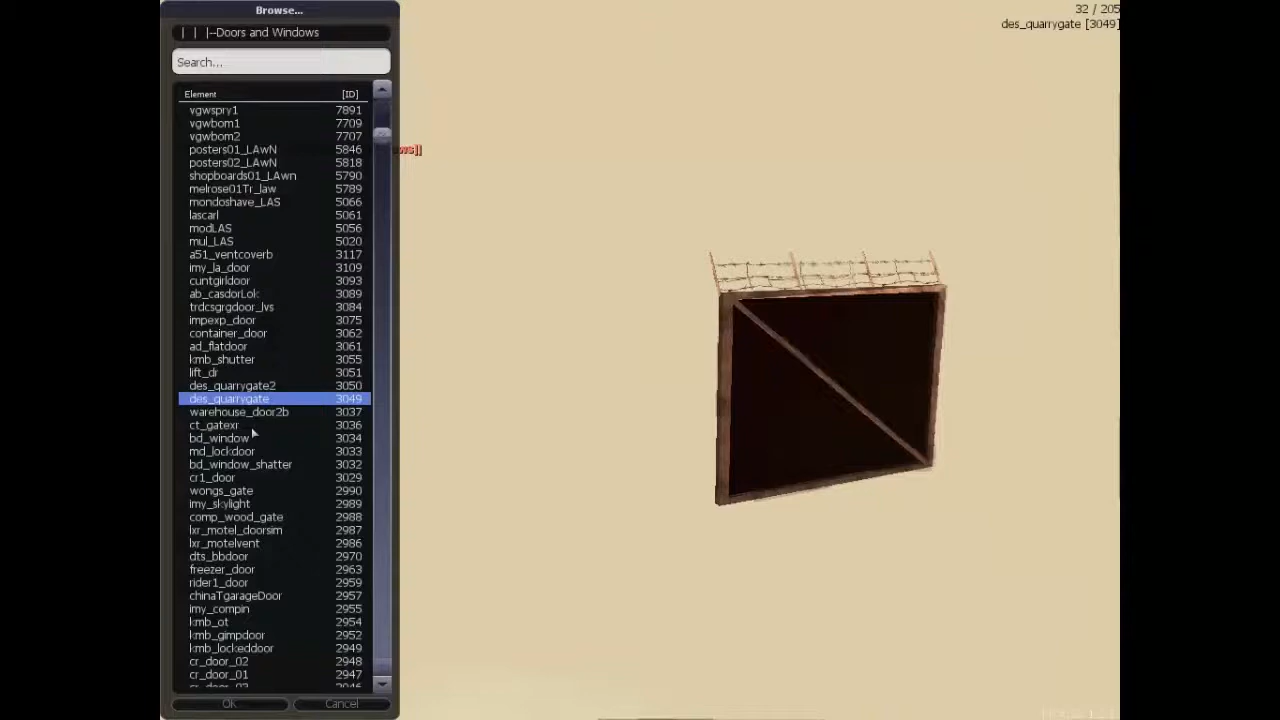 Browse...
| | |--Doors and Windows
Search...
Element [ID]
vgwspry1 7891
vgwbom1 7709
vgwbom2 7707
posters01_LAwN 5846
posters02_LAwN 5818
shopboards01_LAwn 5790
melrose01Tr_law 5789
mondoshave_LAS 5066
lascarl 5061
modLAS 5056
mul_LAS 5020
a51_ventcoverb 3117
imy_la_door 3109
cuntgirldoor 3093
ab_casdorLok 3089
trdcsgrgdoor_lvs 3084
impexp_door 3075
container_door 3062
ad_flatdoor 3061
kmb_shutter 3055
lift_dr 3051
des_quarrygate2 3050
des_quarrygate 3049
warehouse_door2b 3037
ct_gatexr 3036
bd_window 3034
md_lockdoor 3033
bd_window_shatter 3032
cr1_door 3029
wongs_gate 2990
imy_skylight 2989
comp_wood_gate 2988
lxr_motel_doorsim 2987
lxr_motelvent 2986
dts_bbdoor 2970
freezer_door 2963
rider1_door 2959
chinaTgarageDoor 2957
imy_compin 2955
kmb_ot 2954
kmb_gimpdoor 2952
kmb_lockeddoor 2949
cr_door_02 2948
cr_door_01 2947
OK Cancel
ws]]
32 / 205
des_quarrygate [3049]